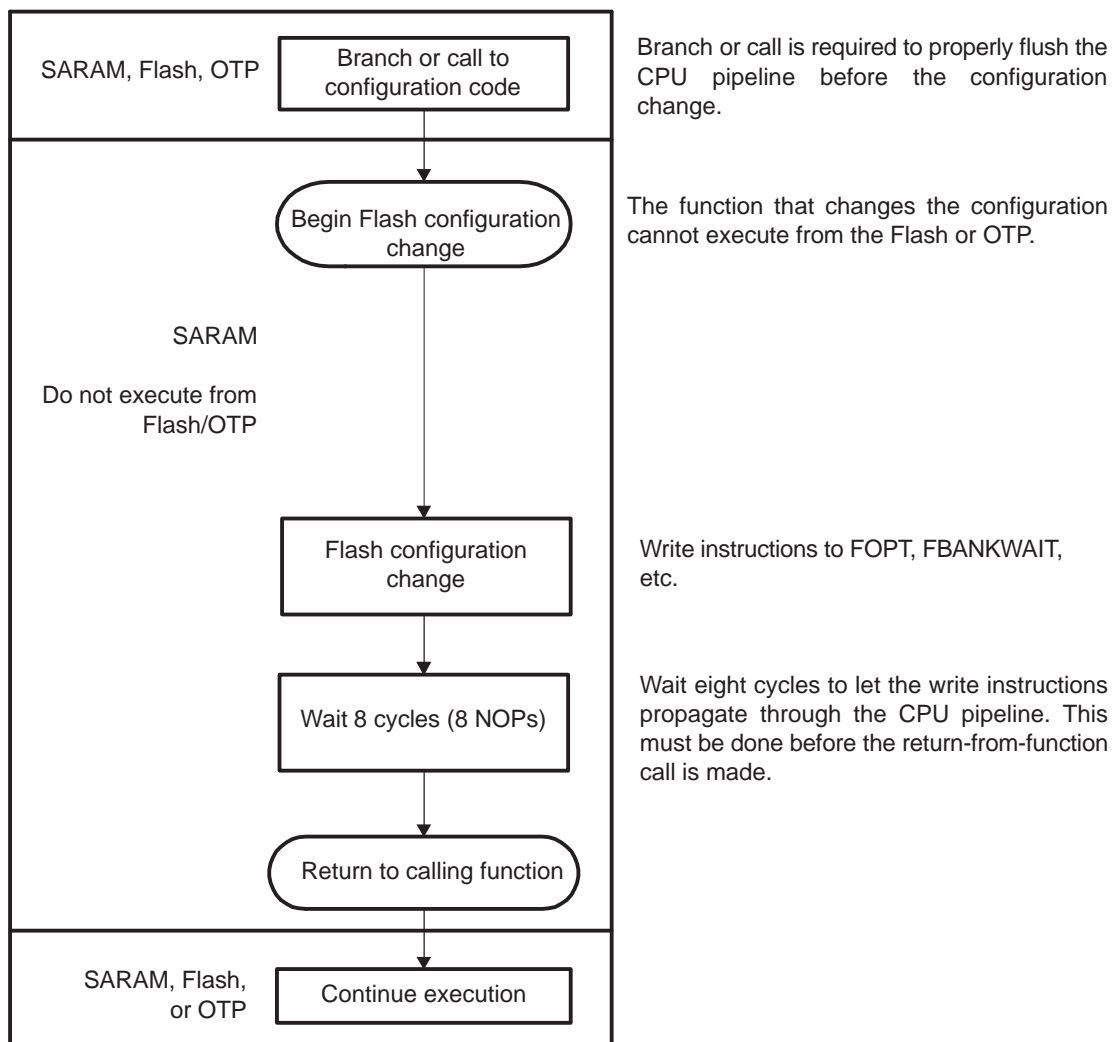 SARAM, Flash, OTP
Branch or call to
configuration code
Branch or call is required to properly flush the
CPU pipeline before the configuration
change.
Begin Flash configuration
change
The function that changes the configuration
cannot execute from the Flash or OTP.
SARAM
Do not execute from
Flash/OTP
Flash configuration
change
Write instructions to FOPT, FBANKWAIT,
etc.
Wait 8 cycles (8 NOPs)
Wait eight cycles to let the write instructions
propagate through the CPU pipeline. This
must be done before the return-from-function
call is made.
Return to calling function
SARAM, Flash,
or OTP
Continue execution